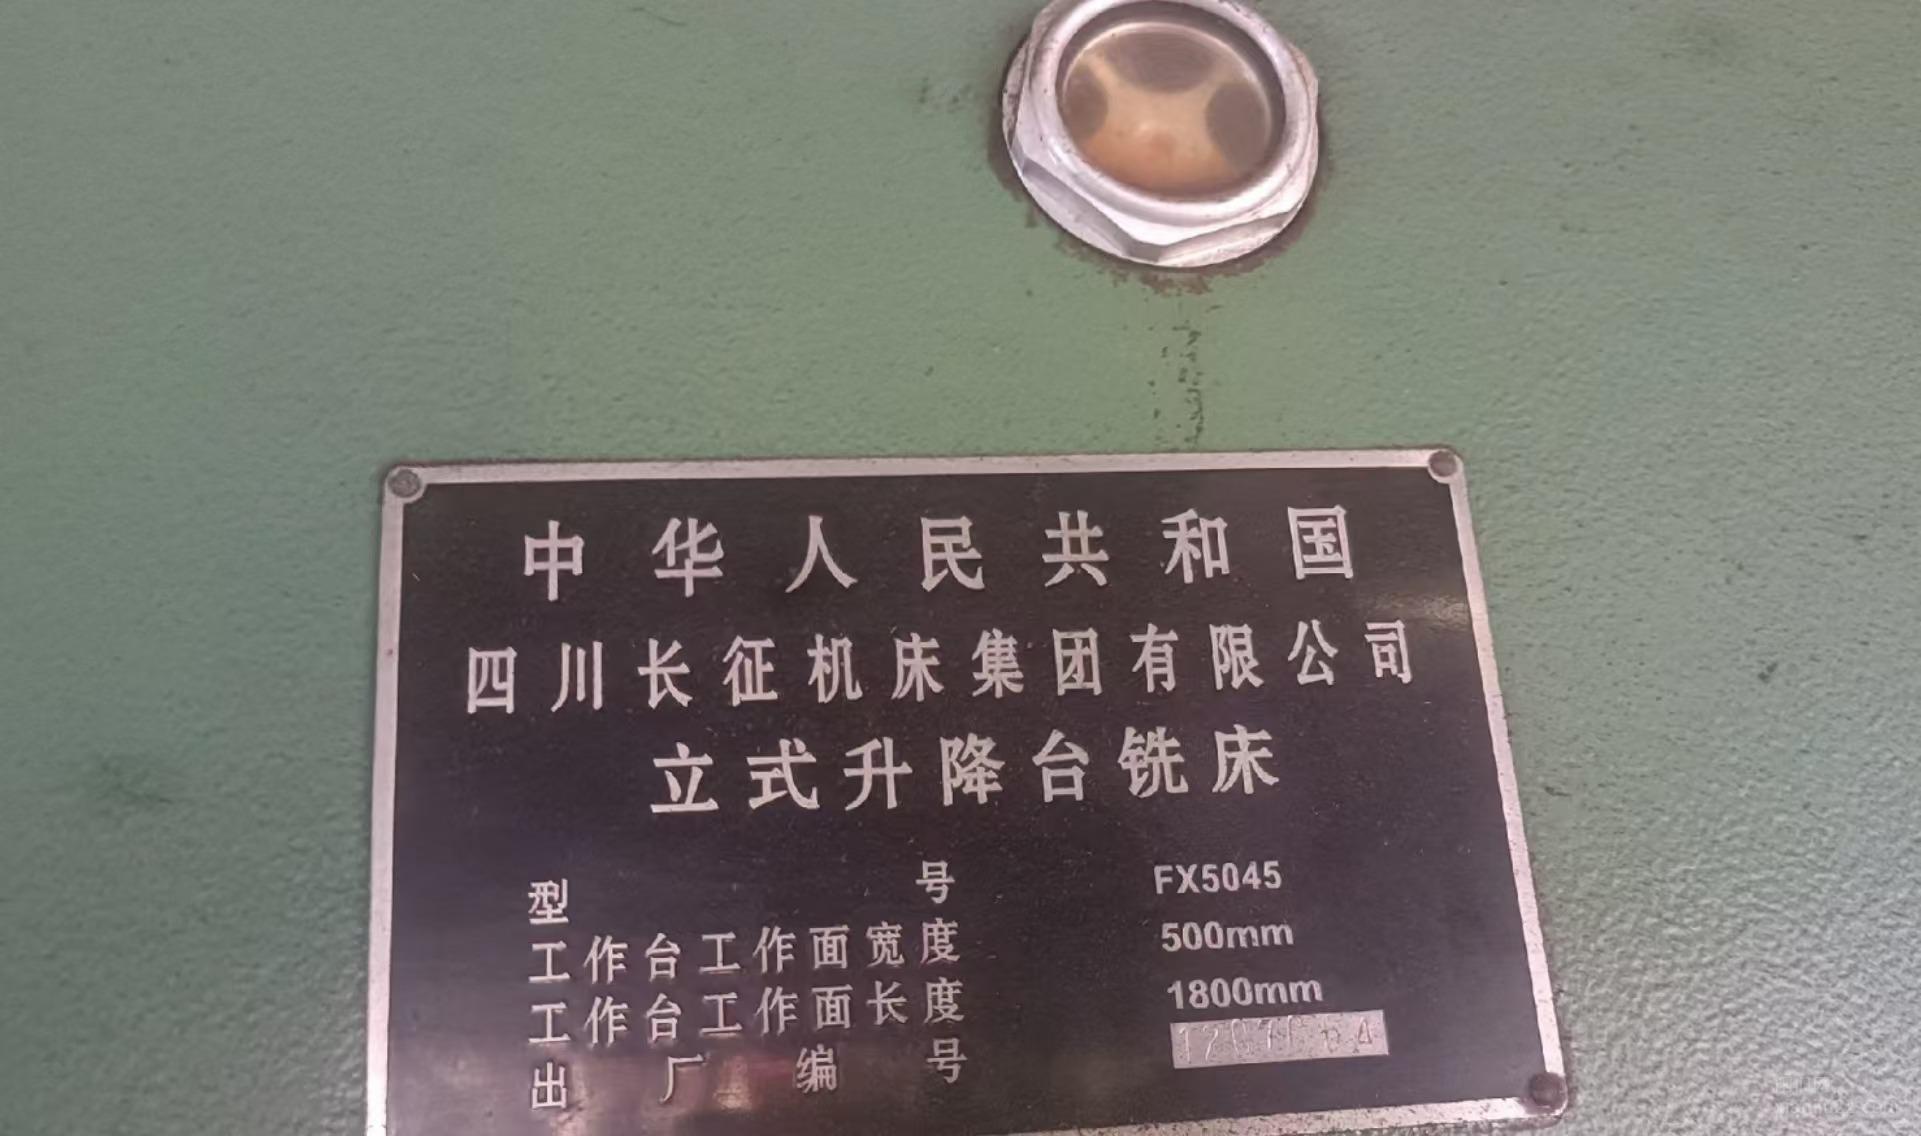 中华人民共和国
四川长征机床集团有限公司
立式升降台铣床
型号 FX5045
工作台工作面宽度 500mm
工作台工作面长度 1800mm
出厂编号